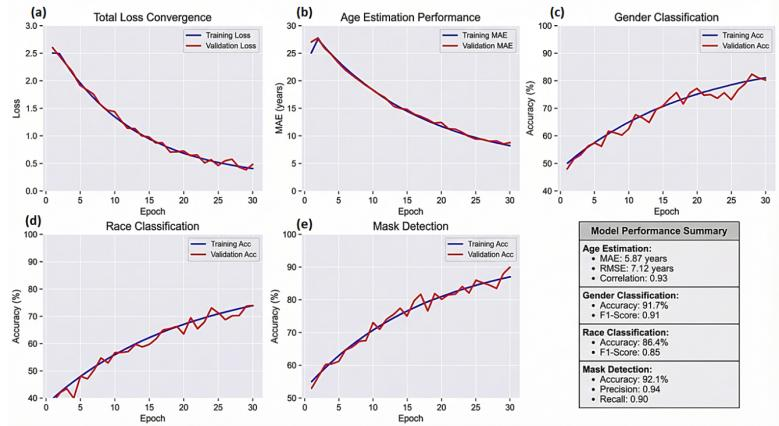 (a)
Total Loss Convergence
Training Loss
Validation Loss
3.0
2.5
2.0
1.5
1.0
0.5
0.0
Loss
0 5 10 15 20 25 30
Epoch
(b)
Age Estimation Performance
Training MAE
Validation MAE
30
25
20
15
10
5
0
MAE (years)
0 5 10 15 20 25 30
Epoch
(c)
Gender Classification
Training Acc
Validation Acc
100
90
80
70
60
50
40
Accuracy (%)
0 5 10 15 20 25 30
Epoch
(d)
Race Classification
Training Acc
Validation Acc
100
90
80
70
60
50
40
Accuracy (%)
0 5 10 15 20 25 30
Epoch
(e)
Mask Detection
Training Acc
Validation Acc
100
90
80
70
60
50
Accuracy (%)
0 5 10 15 20 25 30
Epoch
Model Performance Summary
Age Estimation:
• MAE: 5.87 years
• RMSE: 7.12 years
• Correlation: 0.93
Gender Classification:
• Accuracy: 91.7%
• F1-Score: 0.91
Race Classification:
• Accuracy: 86.4%
• F1-Score: 0.85
Mask Detection:
• Accuracy: 92.1%
• Precision: 0.94
• Recall: 0.90